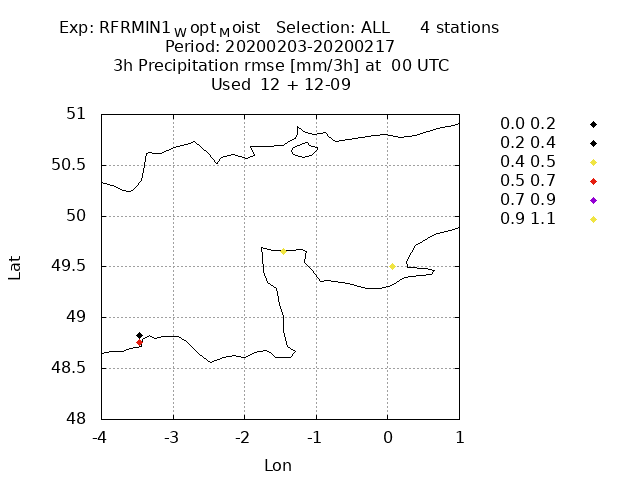 Exp: RFRMIN1WoptMoist Selection: ALL 4 stations
Period: 20200203-20200217
3h Precipitation rmse [mm/3h] at 00 UTC
Used 12 + 12-09
51
50.5
50
49.5
49
48.5
48
Lat
-4 -3 -2 -1 0 1
Lon
0.0 0.2
0.2 0.4
0.4 0.5
0.5 0.7
0.7 0.9
0.9 1.1